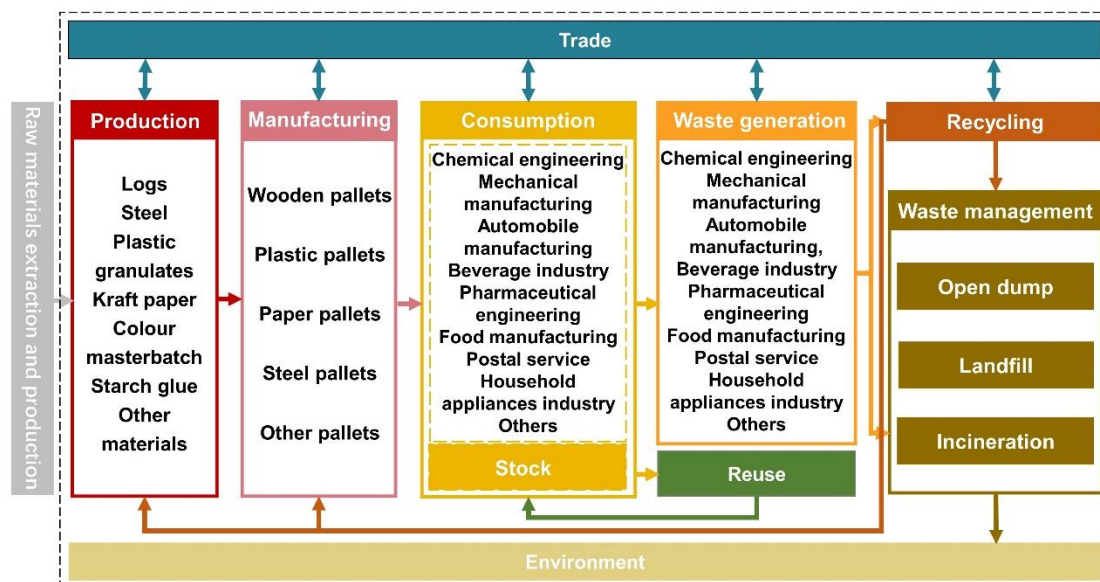 Trade
Raw materials extraction and production
Production
Logs
Steel
Plastic
granulates
Kraft paper
Colour
masterbatch
Starch glue
Other
materials
Manufacturing
Wooden pallets
Plastic pallets
Paper pallets
Steel pallets
Other pallets
Consumption
Chemical engineering
Mechanical
manufacturing
Automobile
manufacturing
Beverage industry
Pharmaceutical
engineering
Food manufacturing
Postal service
Household
appliances industry
Others
Stock
Waste generation
Chemical engineering
Mechanical
manufacturing
Automobile
manufacturing,
Beverage industry
Pharmaceutical
engineering
Food manufacturing
Postal service
Household
appliances industry
Others
Reuse
Recycling
Waste management
Open dump
Landfill
Incineration
Environment